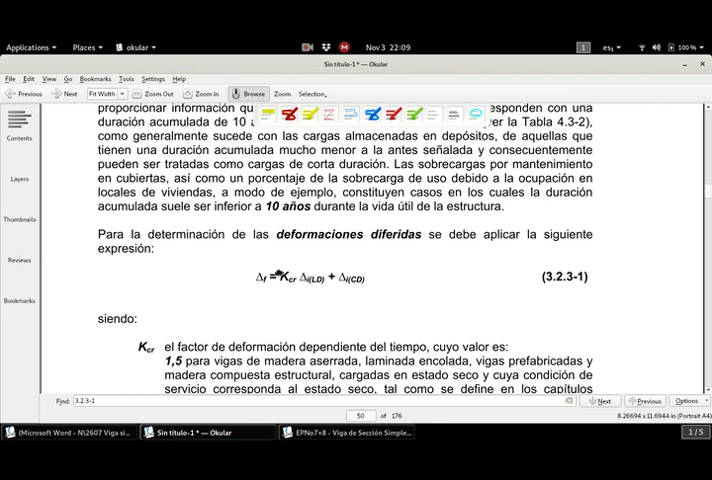 Applications Places okular Nov 3 22:09 1 es₁ 100 %
Sin título-1 * — Okular
File Edit View Go Bookmarks Tools Settings Help
Previous Next Fit Width Zoom Out Zoom In Browse Zoom Selection
Contents
Layers
Thumbnails
Reviews
Bookmarks
proporcionar información qu esponden con una
duración acumulada de 10 ver la Tabla 4.3-2),
como generalmente sucede con las cargas almacenadas en depósitos, de aquellas que
tienen una duración acumulada mucho menor a la antes señalada y consecuentemente
pueden ser tratadas como cargas de corta duración. Las sobrecargas por mantenimiento
en cubiertas, así como un porcentaje de la sobrecarga de uso debido a la ocupación en
locales de viviendas, a modo de ejemplo, constituyen casos en los cuales la duración
acumulada suele ser inferior a 10 años durante la vida útil de la estructura.
Para la determinación de las deformaciones diferidas se debe aplicar la siguiente
expresión:
Δf = Kcr Δi(LD) + Δi(CD) (3.2.3-1)
siendo:
Kcr el factor de deformación dependiente del tiempo, cuyo valor es:
1,5 para vigas de madera aserrada, laminada encolada, vigas prefabricadas y
madera compuesta estructural, cargadas en estado seco y cuya condición de
servicio corresponda al estado seco, tal como se define en los capítulos
Find: 3.2.3-1 Next Previous Options
50 of 176 8.26694 x 11.6944 in (Portrait A4)
(Microsoft Word - N\2607 Viga si... Sin título-1 * — Okular EPNo7+8 - Viga de Sección Simple... 1 / 5